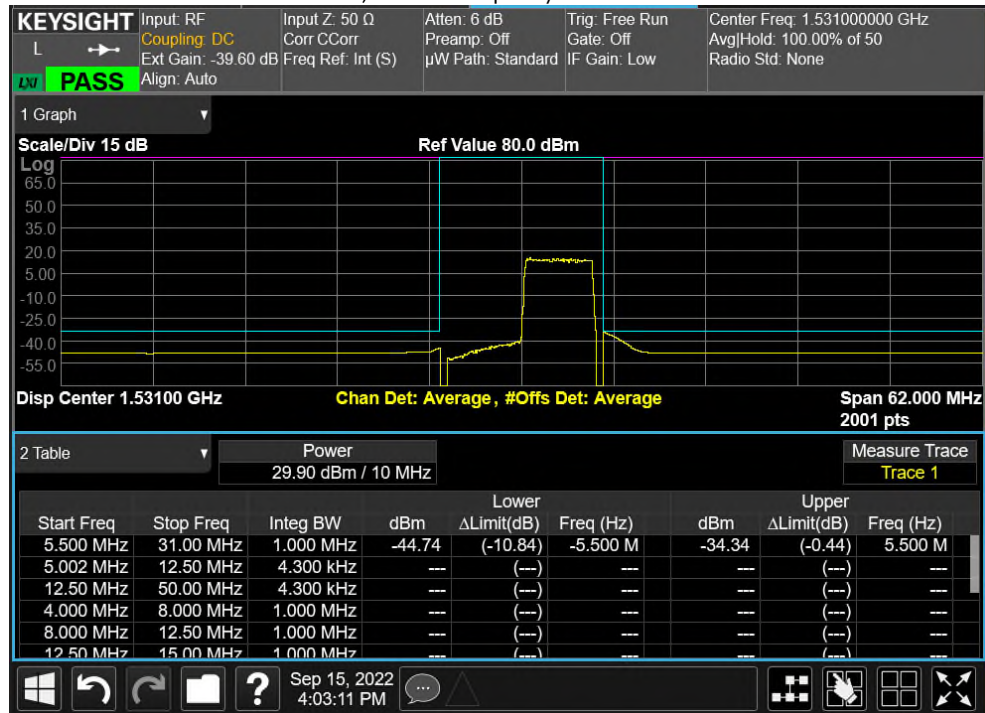 KEYSIGHT Input: RF Input Z: 50 Ω Atten: 6 dB Trig: Free Run Center Freq: 1.531000000 GHz
L Coupling: DC Corr CCorr Preamp: Off Gate: Off Avg|Hold: 100.00% of 50
Ext Gain: -39.60 dB Freq Ref: Int (S) µW Path: Standard IF Gain: Low Radio Std: None
LXI PASS Align: Auto
1 Graph
Scale/Div 15 dB Ref Value 80.0 dBm
Log
65.0
50.0
35.0
20.0
5.00
-10.0
-25.0
-40.0
-55.0
Disp Center 1.53100 GHz Chan Det: Average, #Offs Det: Average Span 62.000 MHz
2001 pts
2 Table Power Measure Trace
29.90 dBm / 10 MHz Trace 1
Lower Upper
Start Freq Stop Freq Integ BW dBm ΔLimit(dB) Freq (Hz) dBm ΔLimit(dB) Freq (Hz)
5.500 MHz 31.00 MHz 1.000 MHz -44.74 (-10.84) -5.500 M -34.34 (-0.44) 5.500 M
5.002 MHz 12.50 MHz 4.300 kHz --- (---) --- --- (---) ---
12.50 MHz 50.00 MHz 4.300 kHz --- (---) --- --- (---) ---
4.000 MHz 8.000 MHz 1.000 MHz --- (---) --- --- (---) ---
8.000 MHz 12.50 MHz 1.000 MHz --- (---) --- --- (---) ---
12.50 MHz 15.00 MHz 1.000 MHz --- (---) --- --- (---) ---
? Sep 15, 2022
4:03:11 PM